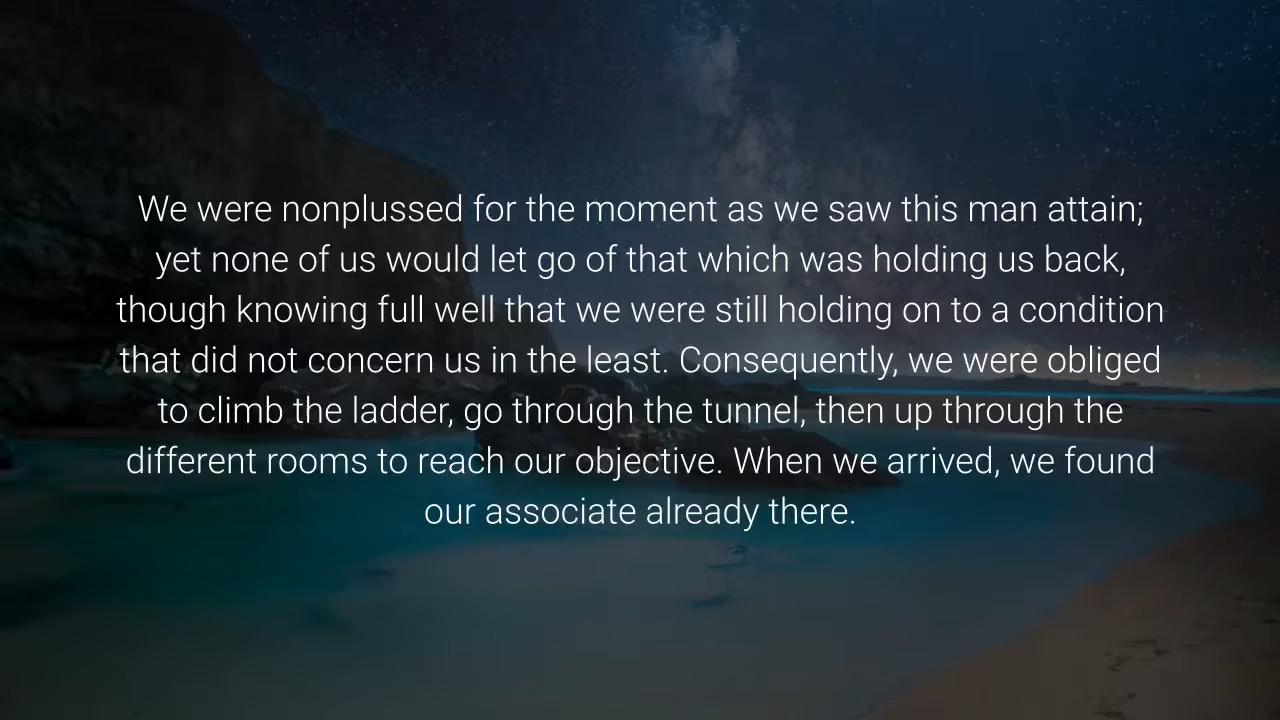 We were nonplussed for the moment as we saw this man attain;
yet none of us would let go of that which was holding us back,
though knowing full well that we were still holding on to a condition
that did not concern us in the least. Consequently, we were obliged
to climb the ladder, go through the tunnel, then up through the
different rooms to reach our objective. When we arrived, we found
our associate already there.